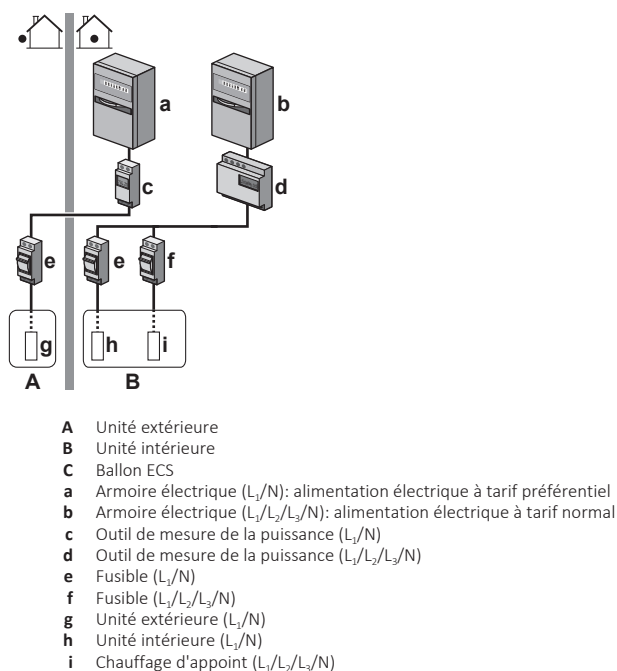 a
b
c
d
e
e
f
g
h
i
A
B
A Unité extérieure
B Unité intérieure
C Ballon ECS
a Armoire électrique (L₁/N): alimentation électrique à tarif préférentiel
b Armoire électrique (L₁/L₂/L₃/N): alimentation électrique à tarif normal
c Outil de mesure de la puissance (L₁/N)
d Outil de mesure de la puissance (L₁/L₂/L₃/N)
e Fusible (L₁/N)
f Fusible (L₁/L₂/L₃/N)
g Unité extérieure (L₁/N)
h Unité intérieure (L₁/N)
i Chauffage d'appoint (L₁/L₂/L₃/N)